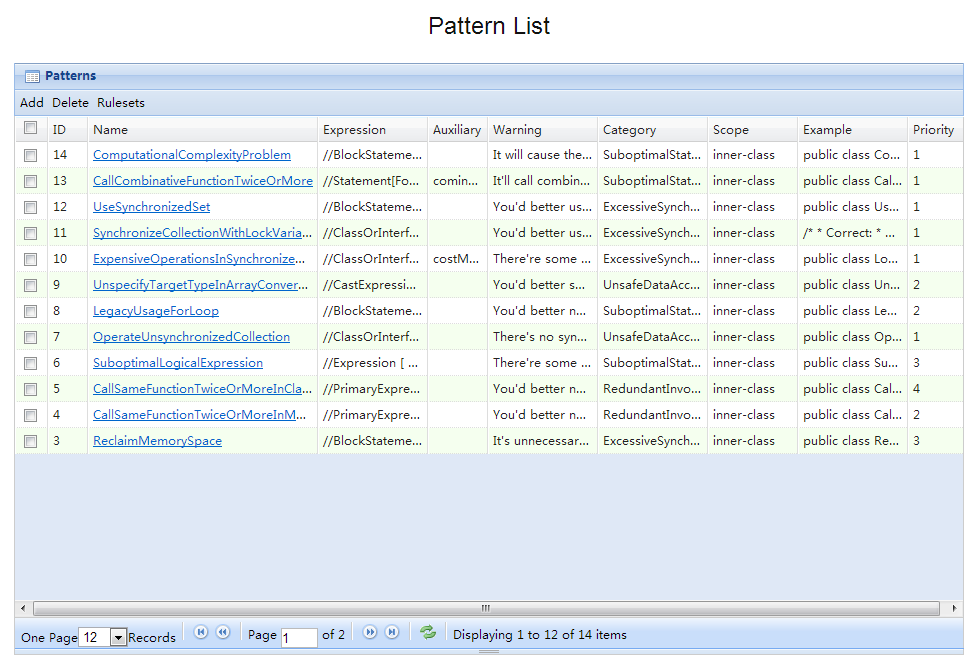 Pattern List
Patterns
Add Delete Rulesets
ID Name Expression Auxiliary Warning Category Scope Example Priority
14 ComputationalComplexityProblem //BlockStateme... It will cause the... SuboptimalStat... inner-class public class Co... 1
13 CallCombinativeFunctionTwiceOrMore //Statement[Fo... comin... It'll call combin... SuboptimalStat... inner-class public class Cal... 1
12 UseSynchronizedSet //BlockStateme... You'd better us... ExcessiveSynch... inner-class public class Us... 1
11 SynchronizeCollectionWithLockVaria... //ClassOrInterf... You'd better us... ExcessiveSynch... inner-class /* * Correct: * ... 1
10 ExpensiveOperationsInSynchronize... //ClassOrInterf... costM... There're some ... ExcessiveSynch... inner-class public class Lo... 1
9 UnspecifyTargetTypeInArrayConver... //CastExpressi... You'd better s... UnsafeDataAcc... inner-class public class Un... 2
8 LegacyUsageForLoop //BlockStateme... You'd better n... SuboptimalStat... inner-class public class Le... 2
7 OperateUnsynchronizedCollection //ClassOrInterf... There's no syn... UnsafeDataAcc... inner-class public class Op... 1
6 SuboptimalLogicalExpression //Expression [ ... There're some ... SuboptimalStat... inner-class public class Su... 3
5 CallSameFunctionTwiceOrMoreInCla... //PrimaryExpre... You'd better n... RedundantInvo... inner-class public class Cal... 4
4 CallSameFunctionTwiceOrMoreInM... //PrimaryExpre... You'd better n... RedundantInvo... inner-class public class Cal... 2
3 ReclaimMemorySpace //BlockStateme... It's unnecessar... ExcessiveSynch... inner-class public class Re... 3
One Page 12 Records Page 1 of 2 Displaying 1 to 12 of 14 items